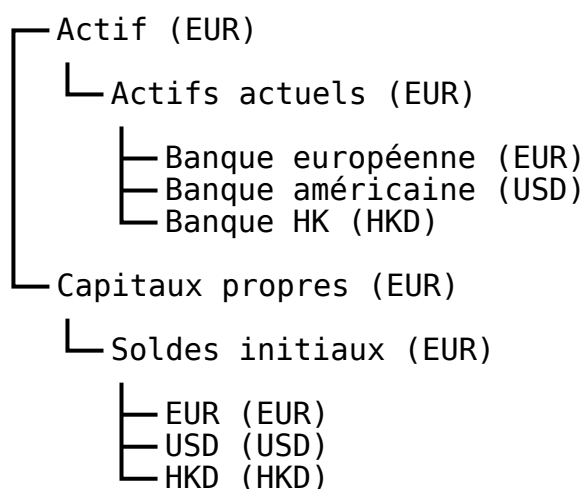 Actif (EUR)
Actifs actuels (EUR)
Banque européenne (EUR)
Banque américaine (USD)
Banque HK (HKD)
Capitaux propres (EUR)
Soldes initiaux (EUR)
EUR (EUR)
USD (USD)
HKD (HKD)